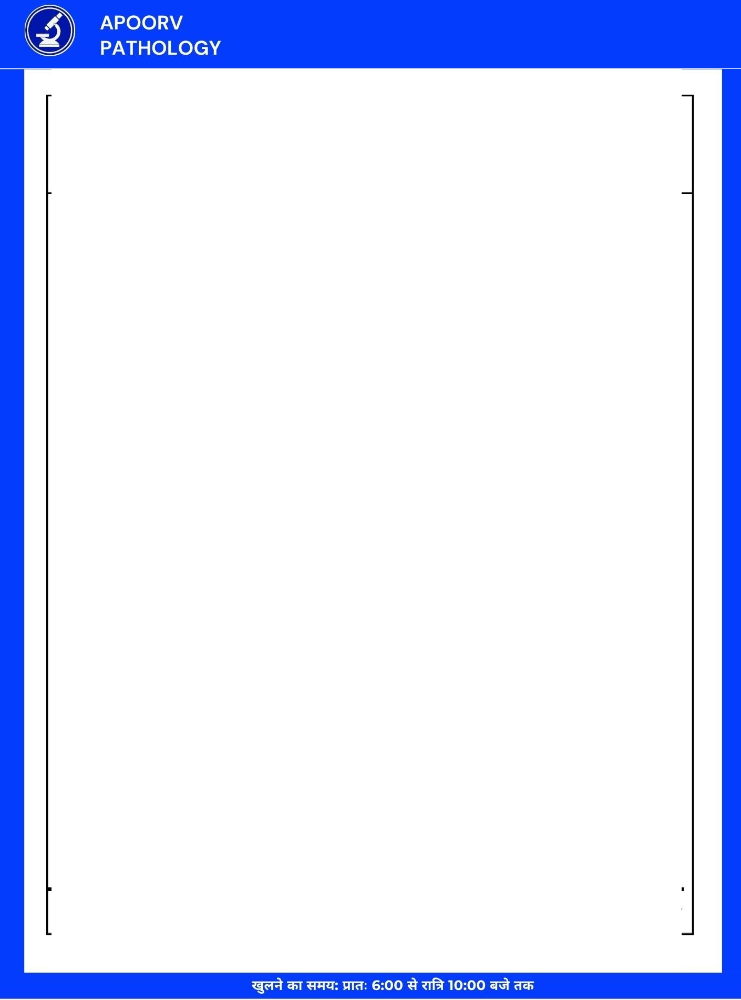 APOORV
PATHOLOGY
खुलने का समय: प्रातः 6:00 से रात्रि 10:00 बजे तक